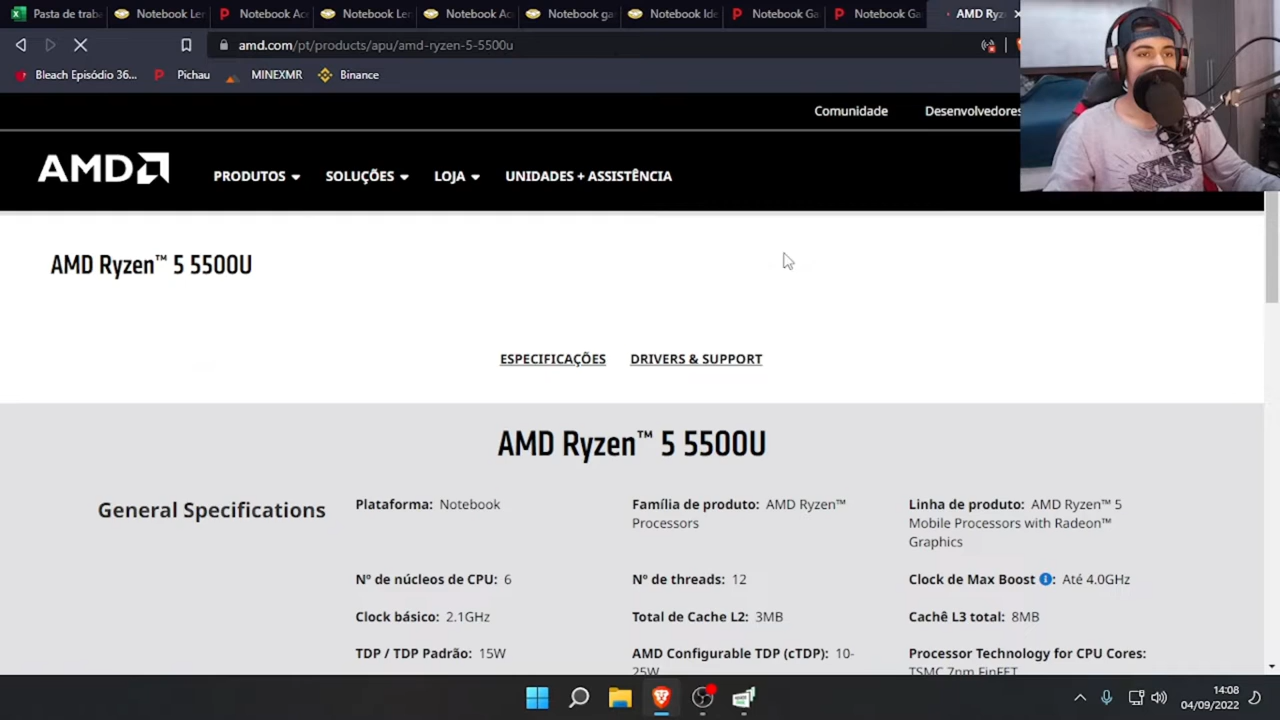 Pasta de traba Notebook Len Notebook Ace Notebook Len Notebook Ac Notebook ga Notebook Ide Notebook Ga Notebook Ga AMD Ryz
amd.com/pt/products/apu/amd-ryzen-5-5500u
Bleach Episódio 36... Pichau MINEXMR Binance
Comunidade Desenvolvedores
AMD
PRODUTOS SOLUÇÕES LOJA UNIDADES + ASSISTÊNCIA
AMD Ryzen™ 5 5500U
ESPECIFICAÇÕES DRIVERS & SUPPORT
AMD Ryzen™ 5 5500U
General Specifications
Plataforma: Notebook
Família de produto: AMD Ryzen™
Processors
Linha de produto: AMD Ryzen™ 5
Mobile Processors with Radeon™
Graphics
Nº de núcleos de CPU: 6
Nº de threads: 12
Clock de Max Boost : Até 4.0GHz
Clock básico: 2.1GHz
Total de Cache L2: 3MB
Cachê L3 total: 8MB
TDP / TDP Padrão: 15W
AMD Configurable TDP (cTDP): 10-
25W
Processor Technology for CPU Cores:
TSMC 7nm FinFET
14:08
04/09/2022